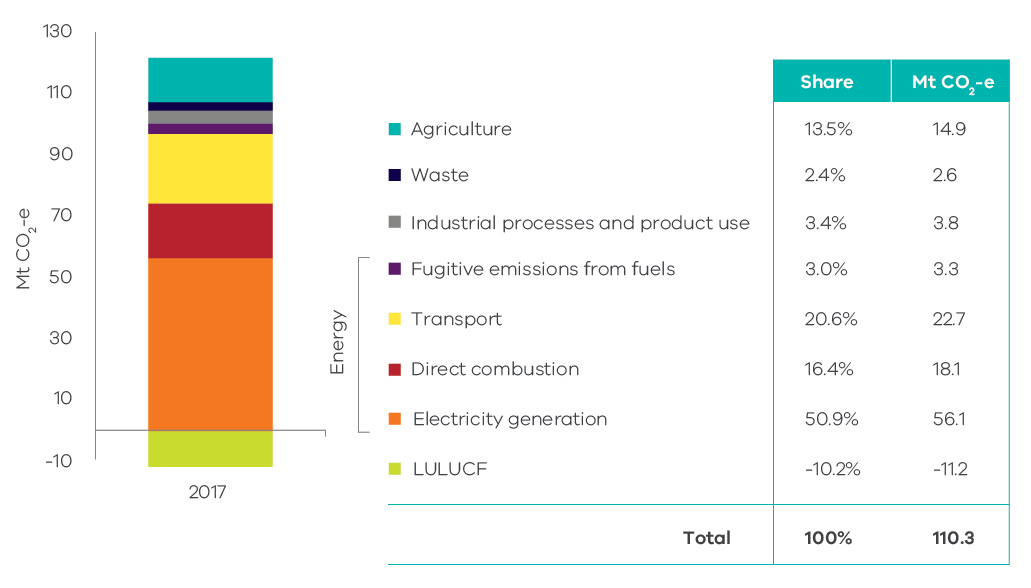 130
110
90
70
50
30
10
-10
Mt CO₂-e
2017
Share Mt CO₂-e
Agriculture 13.5% 14.9
Waste 2.4% 2.6
Industrial processes and product use 3.4% 3.8
Energy
Fugitive emissions from fuels 3.0% 3.3
Transport 20.6% 22.7
Direct combustion 16.4% 18.1
Electricity generation 50.9% 56.1
LULUCF -10.2% -11.2
Total 100% 110.3